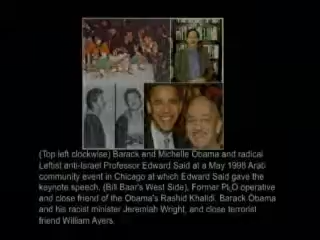 (Top left clockwise) Barack and Michelle Obama and radical
Leftist anti-Israel Professor Edward Said at a May 1998 Arab
community event in Chicago at which Edward Said gave the
keynote speech. (Bill Baar's West Side), Former PLO operative
and close friend of the Obama's Rashid Khalidi. Barack Obama
and his racist minister Jeremiah Wright, and close terrorist
friend William Ayers.